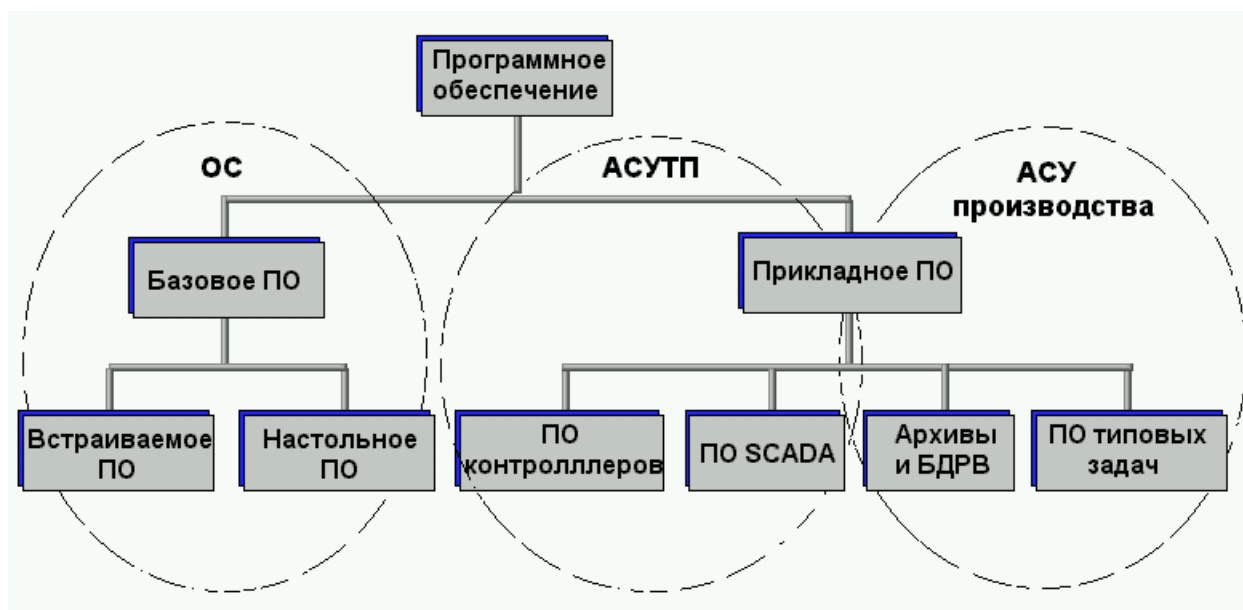 Программное
обеспечение
ОС
АСУТП
АСУ
производства
Базовое ПО
Прикладное ПО
Встраиваемое
ПО
Настольное
ПО
ПО
контролллеров
ПО SCADA
Архивы
и БДРВ
ПО типовых
задач